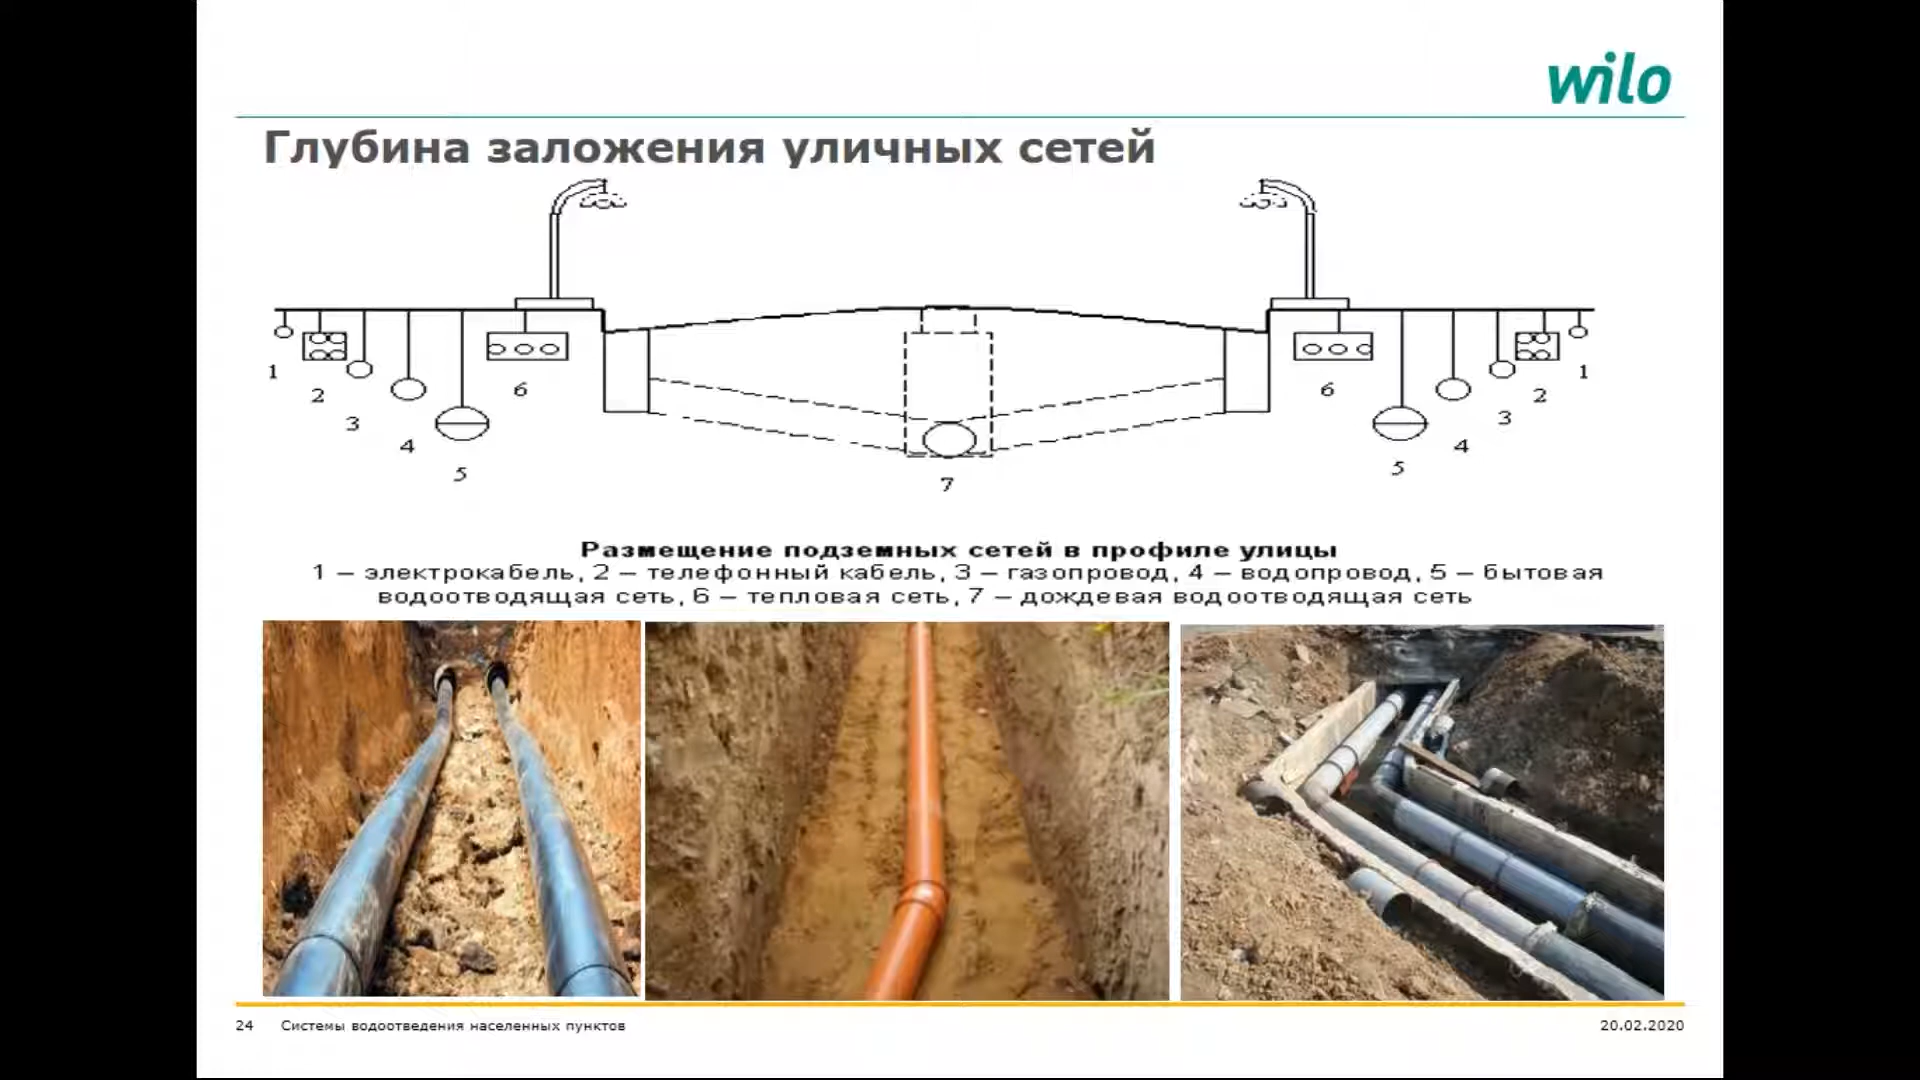 wilo
Глубина заложения уличных сетей
1
2
3
4
5
6
7
6
5
4
3
2
1
Размещение подземных сетей в профиле улицы
1 – электрокабель, 2 – телефонный кабель, 3 – газопровод, 4 – водопровод, 5 – бытовая
водоотводящая сеть, 6 – тепловая сеть, 7 – дождевая водоотводящая сеть
24 Системы водоотведения населенных пунктов 20.02.2020